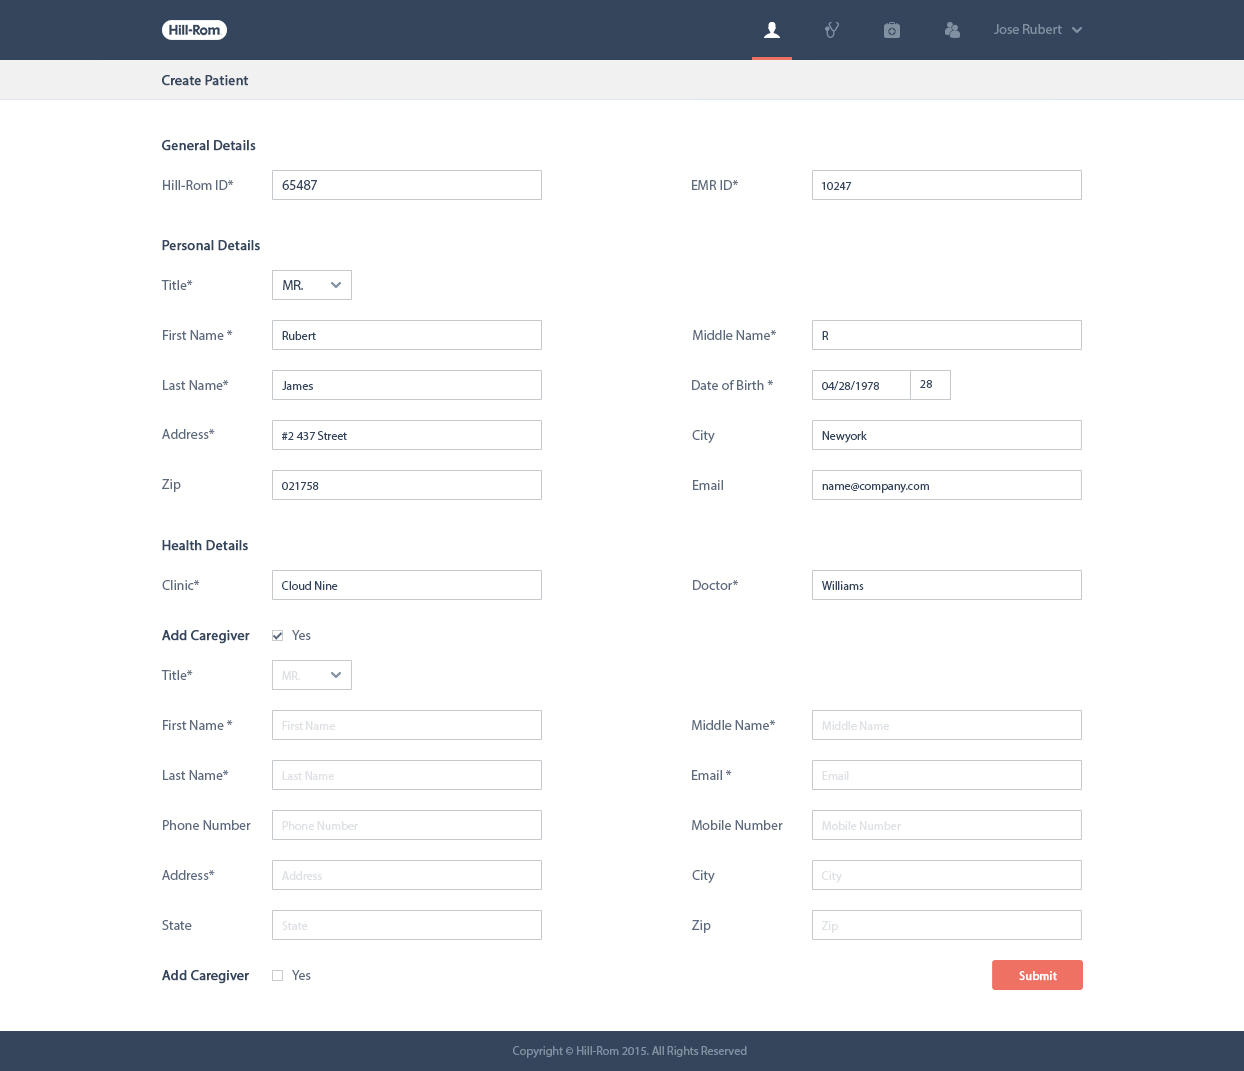 Hill-Rom
Jose Rubert
Create Patient
General Details
Hill-Rom ID* 65487 EMR ID* 10247
Personal Details
Title* MR.
First Name * Rubert Middle Name* R
Last Name* James Date of Birth * 04/28/1978 28
Address* #2 437 Street City Newyork
Zip 021758 Email name@company.com
Health Details
Clinic* Cloud Nine Doctor* Williams
Add Caregiver Yes
Title* MR.
First Name * First Name Middle Name* Middle Name
Last Name* Last Name Email * Email
Phone Number Phone Number Mobile Number Mobile Number
Address* Address City City
State State Zip Zip
Add Caregiver Yes Submit
Copyright © Hill-Rom 2015. All Rights Reserved